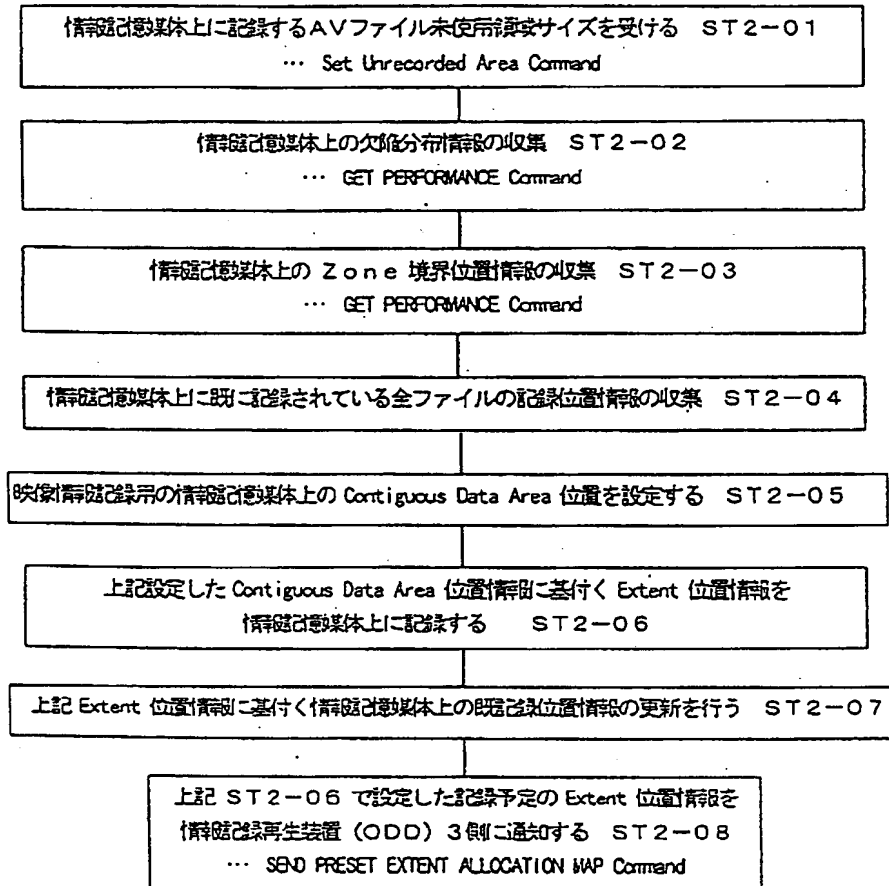 情報記憶媒体上に記録するAVファイル未使用領域サイズを受ける ST2-01
… Set Unrecorded Area Command
情報記憶媒体上の欠陥分布情報の収集 ST2-02
… GET PERFORMANCE Command
情報記憶媒体上の Zone 境界位置情報の収集 ST2-03
… GET PERFORMANCE Command
情報記憶媒体上に既に記録されている全ファイルの記録位置情報の収集 ST2-04
映像情報記録用の情報記憶媒体上の Contiguous Data Area 位置を設定する ST2-05
上記設定した Contiguous Data Area 位置情報に基付く Extent 位置情報を
情報記憶媒体上に記録する ST2-06
上記 Extent 位置情報に基付く情報記憶媒体上の既記録位置情報の更新を行う ST2-07
上記 ST2-06 で設定した記録予定の Extent 位置情報を
情報記録再生装置(ODD)3側に通知する ST2-08
… SEND PRESET EXTENT ALLOCATION MAP Command